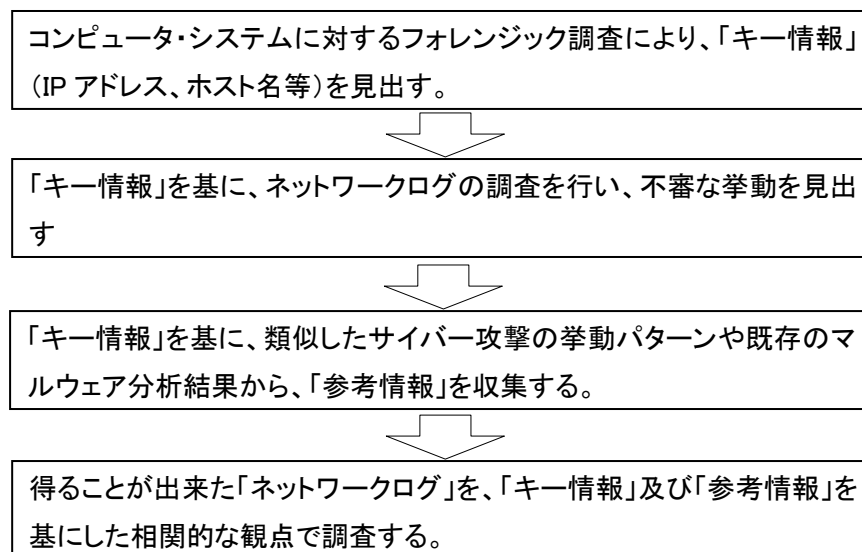 コンピュータ・システムに対するフォレンジック調査により、「キー情報」
（IP アドレス、ホスト名等）を見出す。
「キー情報」を基に、ネットワークログの調査を行い、不審な挙動を見出
す
「キー情報」を基に、類似したサイバー攻撃の挙動パターンや既存のマ
ルウェア分析結果から、「参考情報」を収集する。
得ることが出来た「ネットワークログ」を、「キー情報」及び「参考情報」を
基にした相関的な観点で調査する。